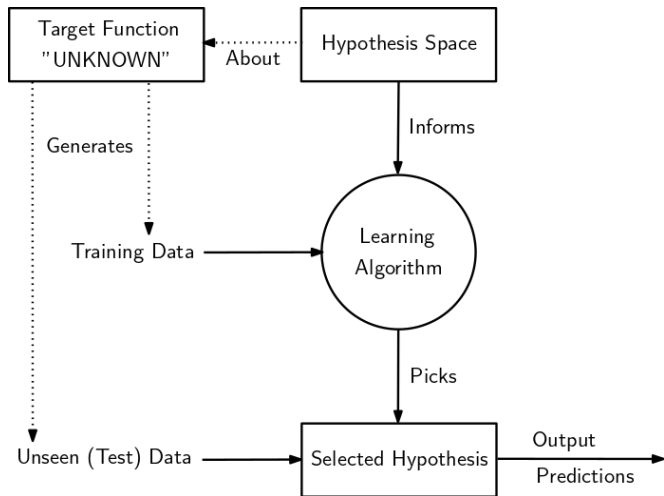 Target Function
"UNKNOWN"
About
Hypothesis Space
Generates
Informs
Training Data
Learning
Algorithm
Picks
Unseen (Test) Data
Selected Hypothesis
Output
Predictions